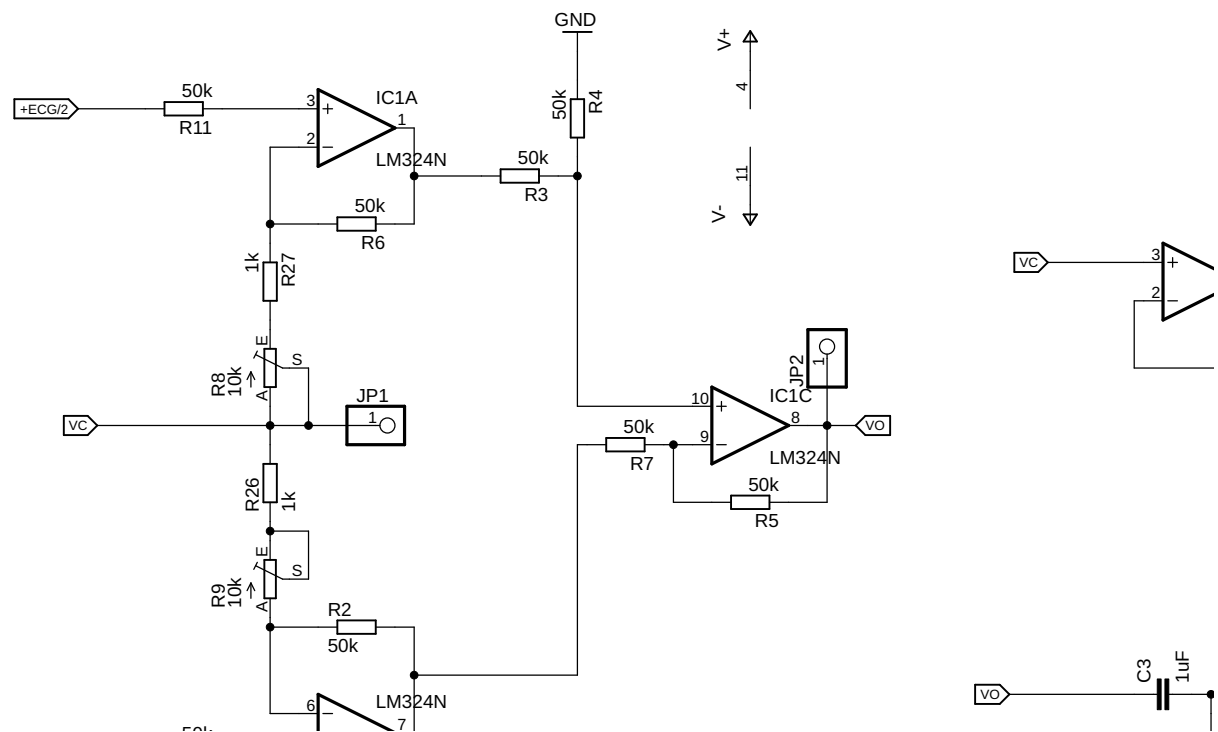 GND
V+
4
11
V-
50k
R4
+ECG/2
50k
R11
3
2
IC1A
1
LM324N
50k
R3
50k
R6
1k
R27
VC
3
2
E
S
A
R8
10k
JP1
1
VC
JP2
1
IC1C
10
9
8
VO
LM324N
50k
R7
50k
R5
R26
1k
E
S
A
R9
10k
R2
50k
C3
1uF
VO
6
LM324N
7